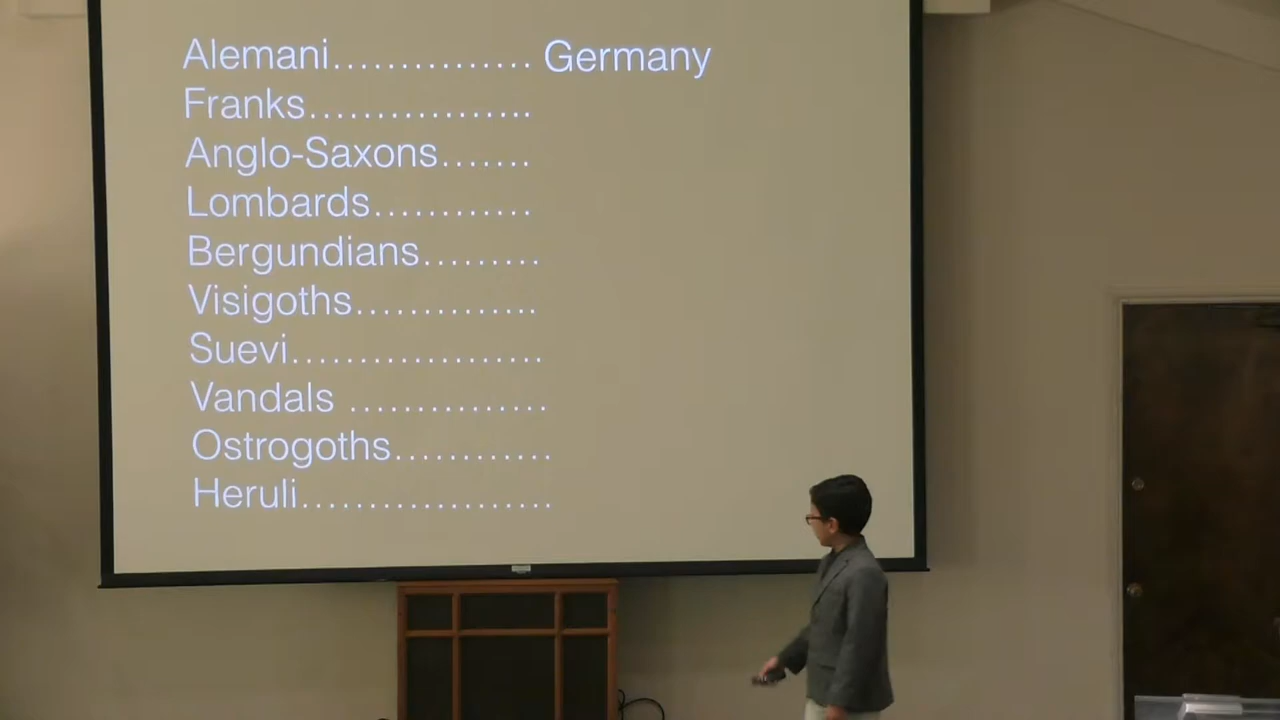 Alemani............... Germany
Franks.................
Anglo-Saxons.......
Lombards............
Bergundians.........
Visigoths..............
Suevi...................
Vandals ...............
Ostrogoths............
Heruli...................